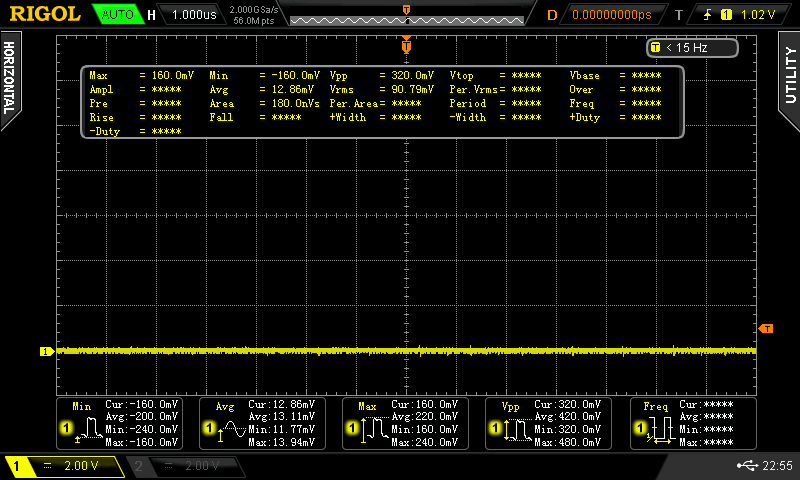 RIGOL AUTO H 1.000us 2.000GSa/s 56.0M pts T D 0.00000000ps T 1 1.02 V
HORIZONTAL
UTILITY
T
T < 15 Hz
Max = 160.0mV Min = -160.0mV Vpp = 320.0mV Vtop = ***** Vbase = *****
Ampl = ***** Avg = 12.86mV Vrms = 90.79mV Per.Vrms= ***** Over = *****
Pre = ***** Area = 180.0nVs Per.Area= ***** Period = ***** Freq = *****
Rise = ***** Fall = ***** +Width = ***** -Width = ***** +Duty = *****
-Duty = *****
T
1
Min Cur:-160.0mV Avg:-200.0mV Min:-240.0mV Max:-160.0mV
1
Avg Cur:12.86mV Avg:13.11mV Min:11.77mV Max:13.94mV
1
Max Cur:160.0mV Avg:220.0mV Min:160.0mV Max:240.0mV
1
Vpp Cur:320.0mV Avg:420.0mV Min:320.0mV Max:480.0mV
1
Freq Cur:***** Avg:***** Min:***** Max:*****
1
1 2.00 V 2 2.00 V 22:55